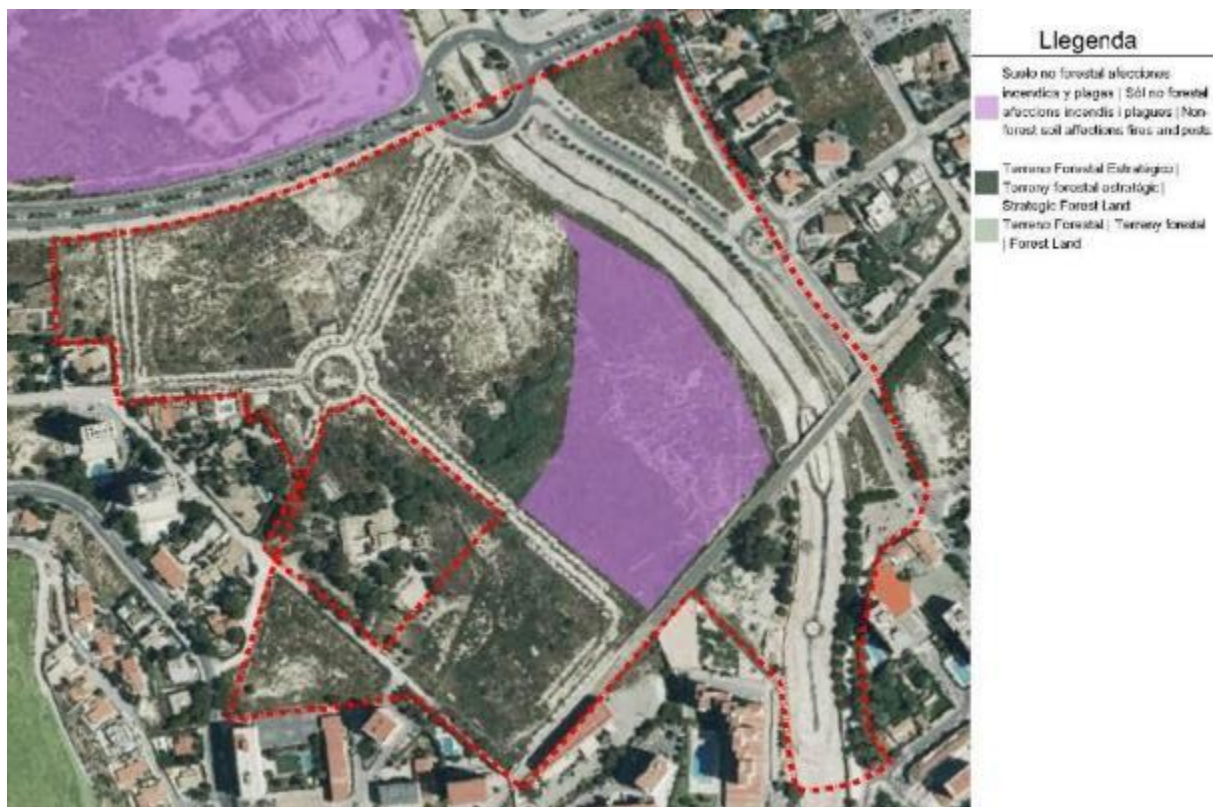 Llegenda
Suelo no forestal afecciones
incendios y plagas | Sòl no forestal
afeccions incendis i plagues | Non-
forest soil affections fires and pests
Terreno Forestal Estratégico |
Terreny forestal estratègic |
Strategic Forest Land
Terreno Forestal | Terreny forestal
| Forest Land